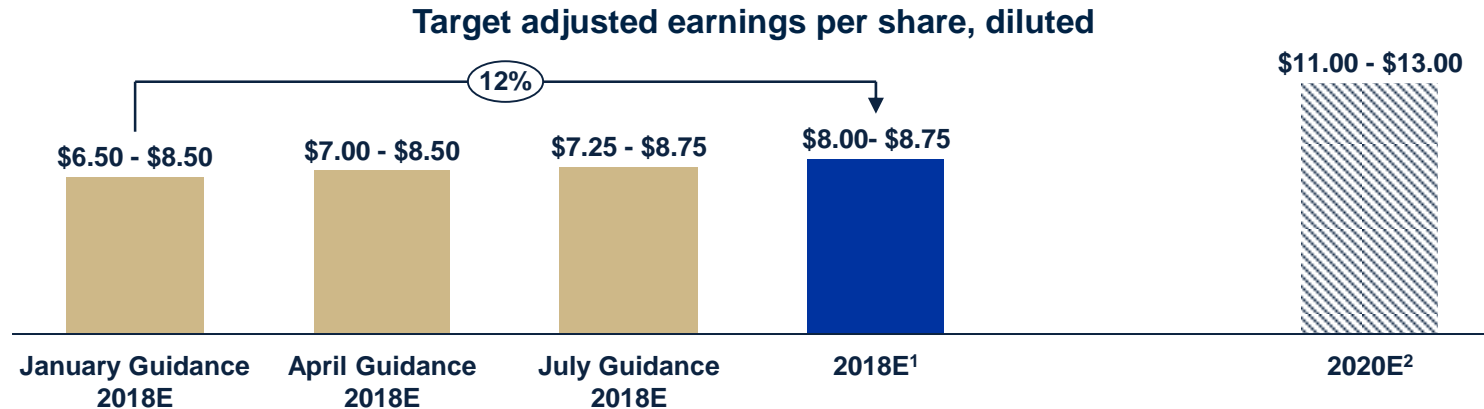 Target adjusted earnings per share, diluted
12%
$11.00 - $13.00
$6.50 - $8.50
$7.00 - $8.50
$7.25 - $8.75
$8.00- $8.75
January Guidance
2018E
April Guidance
2018E
July Guidance
2018E
2018E¹
2020E²